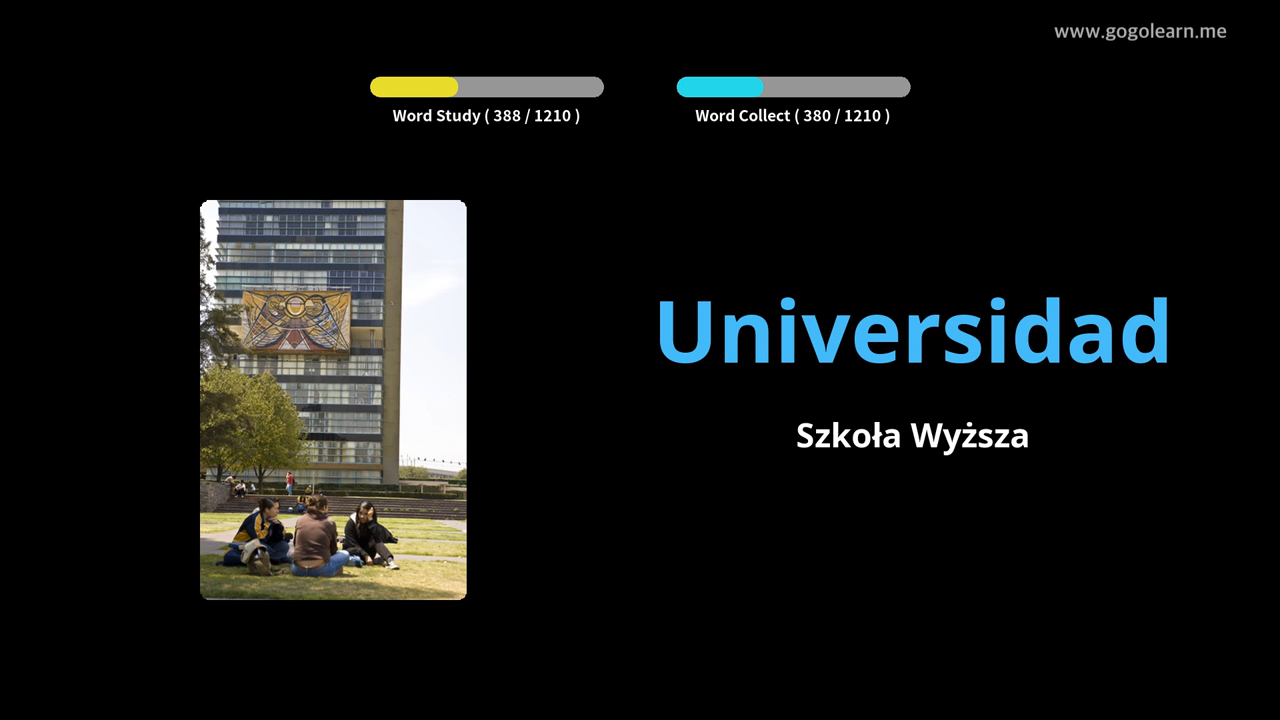 www.gogolearn.me
Word Study ( 388 / 1210 )
Word Collect ( 380 / 1210 )
Universidad
Szkoła Wyższa